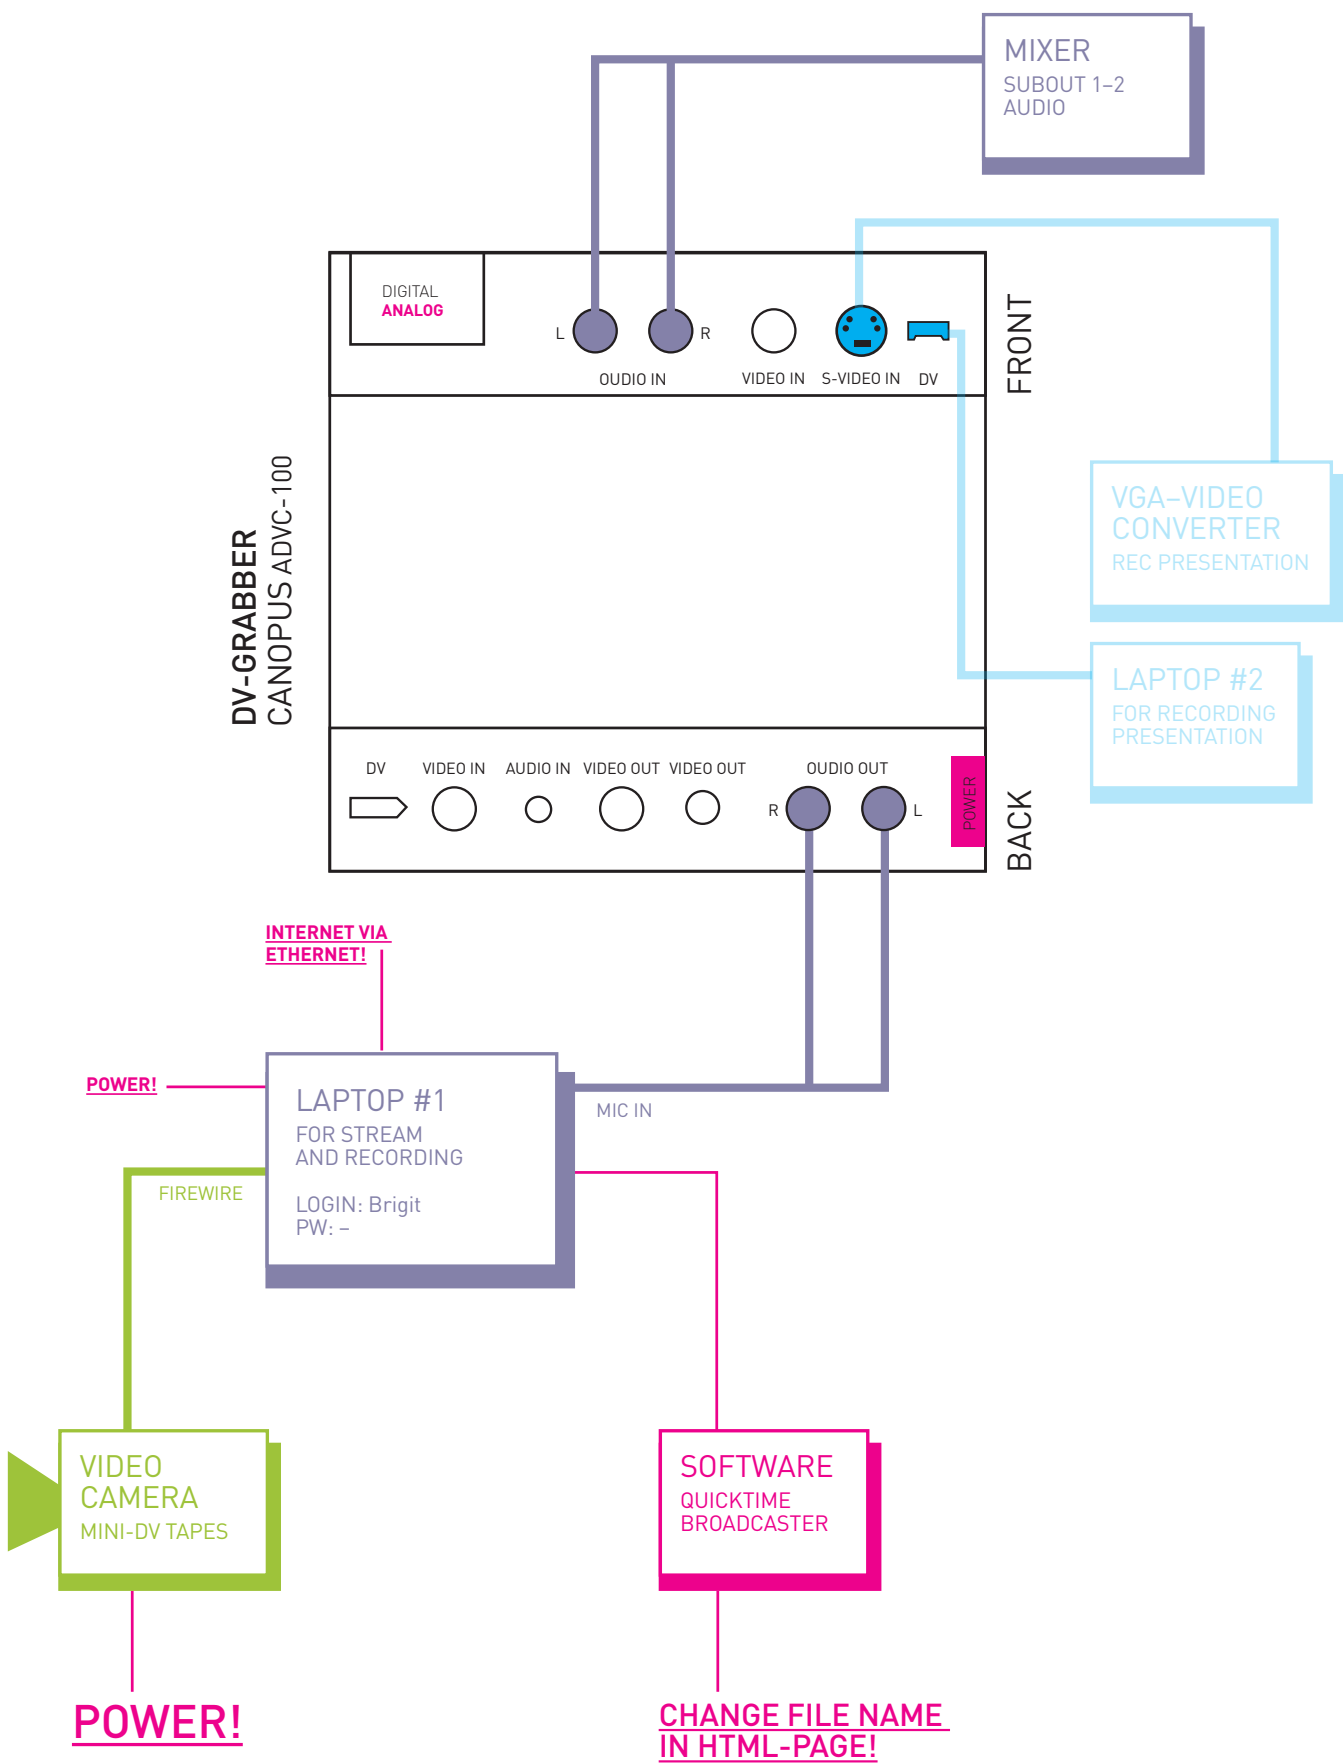 MIXER
SUBOUT 1–2
AUDIO
DIGITAL
ANALOG
L
R
OUDIO IN
VIDEO IN
S-VIDEO IN
DV
FRONT
DV-GRABBER
CANOPUS ADVC-100
VGA–VIDEO
CONVERTER
REC PRESENTATION
LAPTOP #2
FOR RECORDING
PRESENTATION
DV
VIDEO IN
AUDIO IN
VIDEO OUT
VIDEO OUT
OUDIO OUT
R
L
POWER
BACK
INTERNET VIA
ETHERNET!
POWER!
LAPTOP #1
FOR STREAM
AND RECORDING
LOGIN: Brigit
PW: –
MIC IN
FIREWIRE
VIDEO
CAMERA
MINI-DV TAPES
SOFTWARE
QUICKTIME
BROADCASTER
POWER!
CHANGE FILE NAME
IN HTML-PAGE!